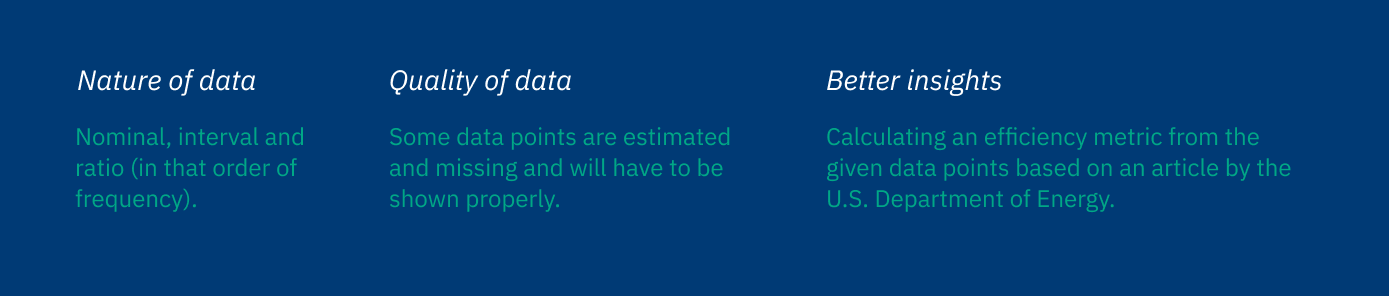 Nature of data
Nominal, interval and
ratio (in that order of
frequency).
Quality of data
Some data points are estimated
and missing and will have to be
shown properly.
Better insights
Calculating an efficiency metric from the
given data points based on an article by the
U.S. Department of Energy.